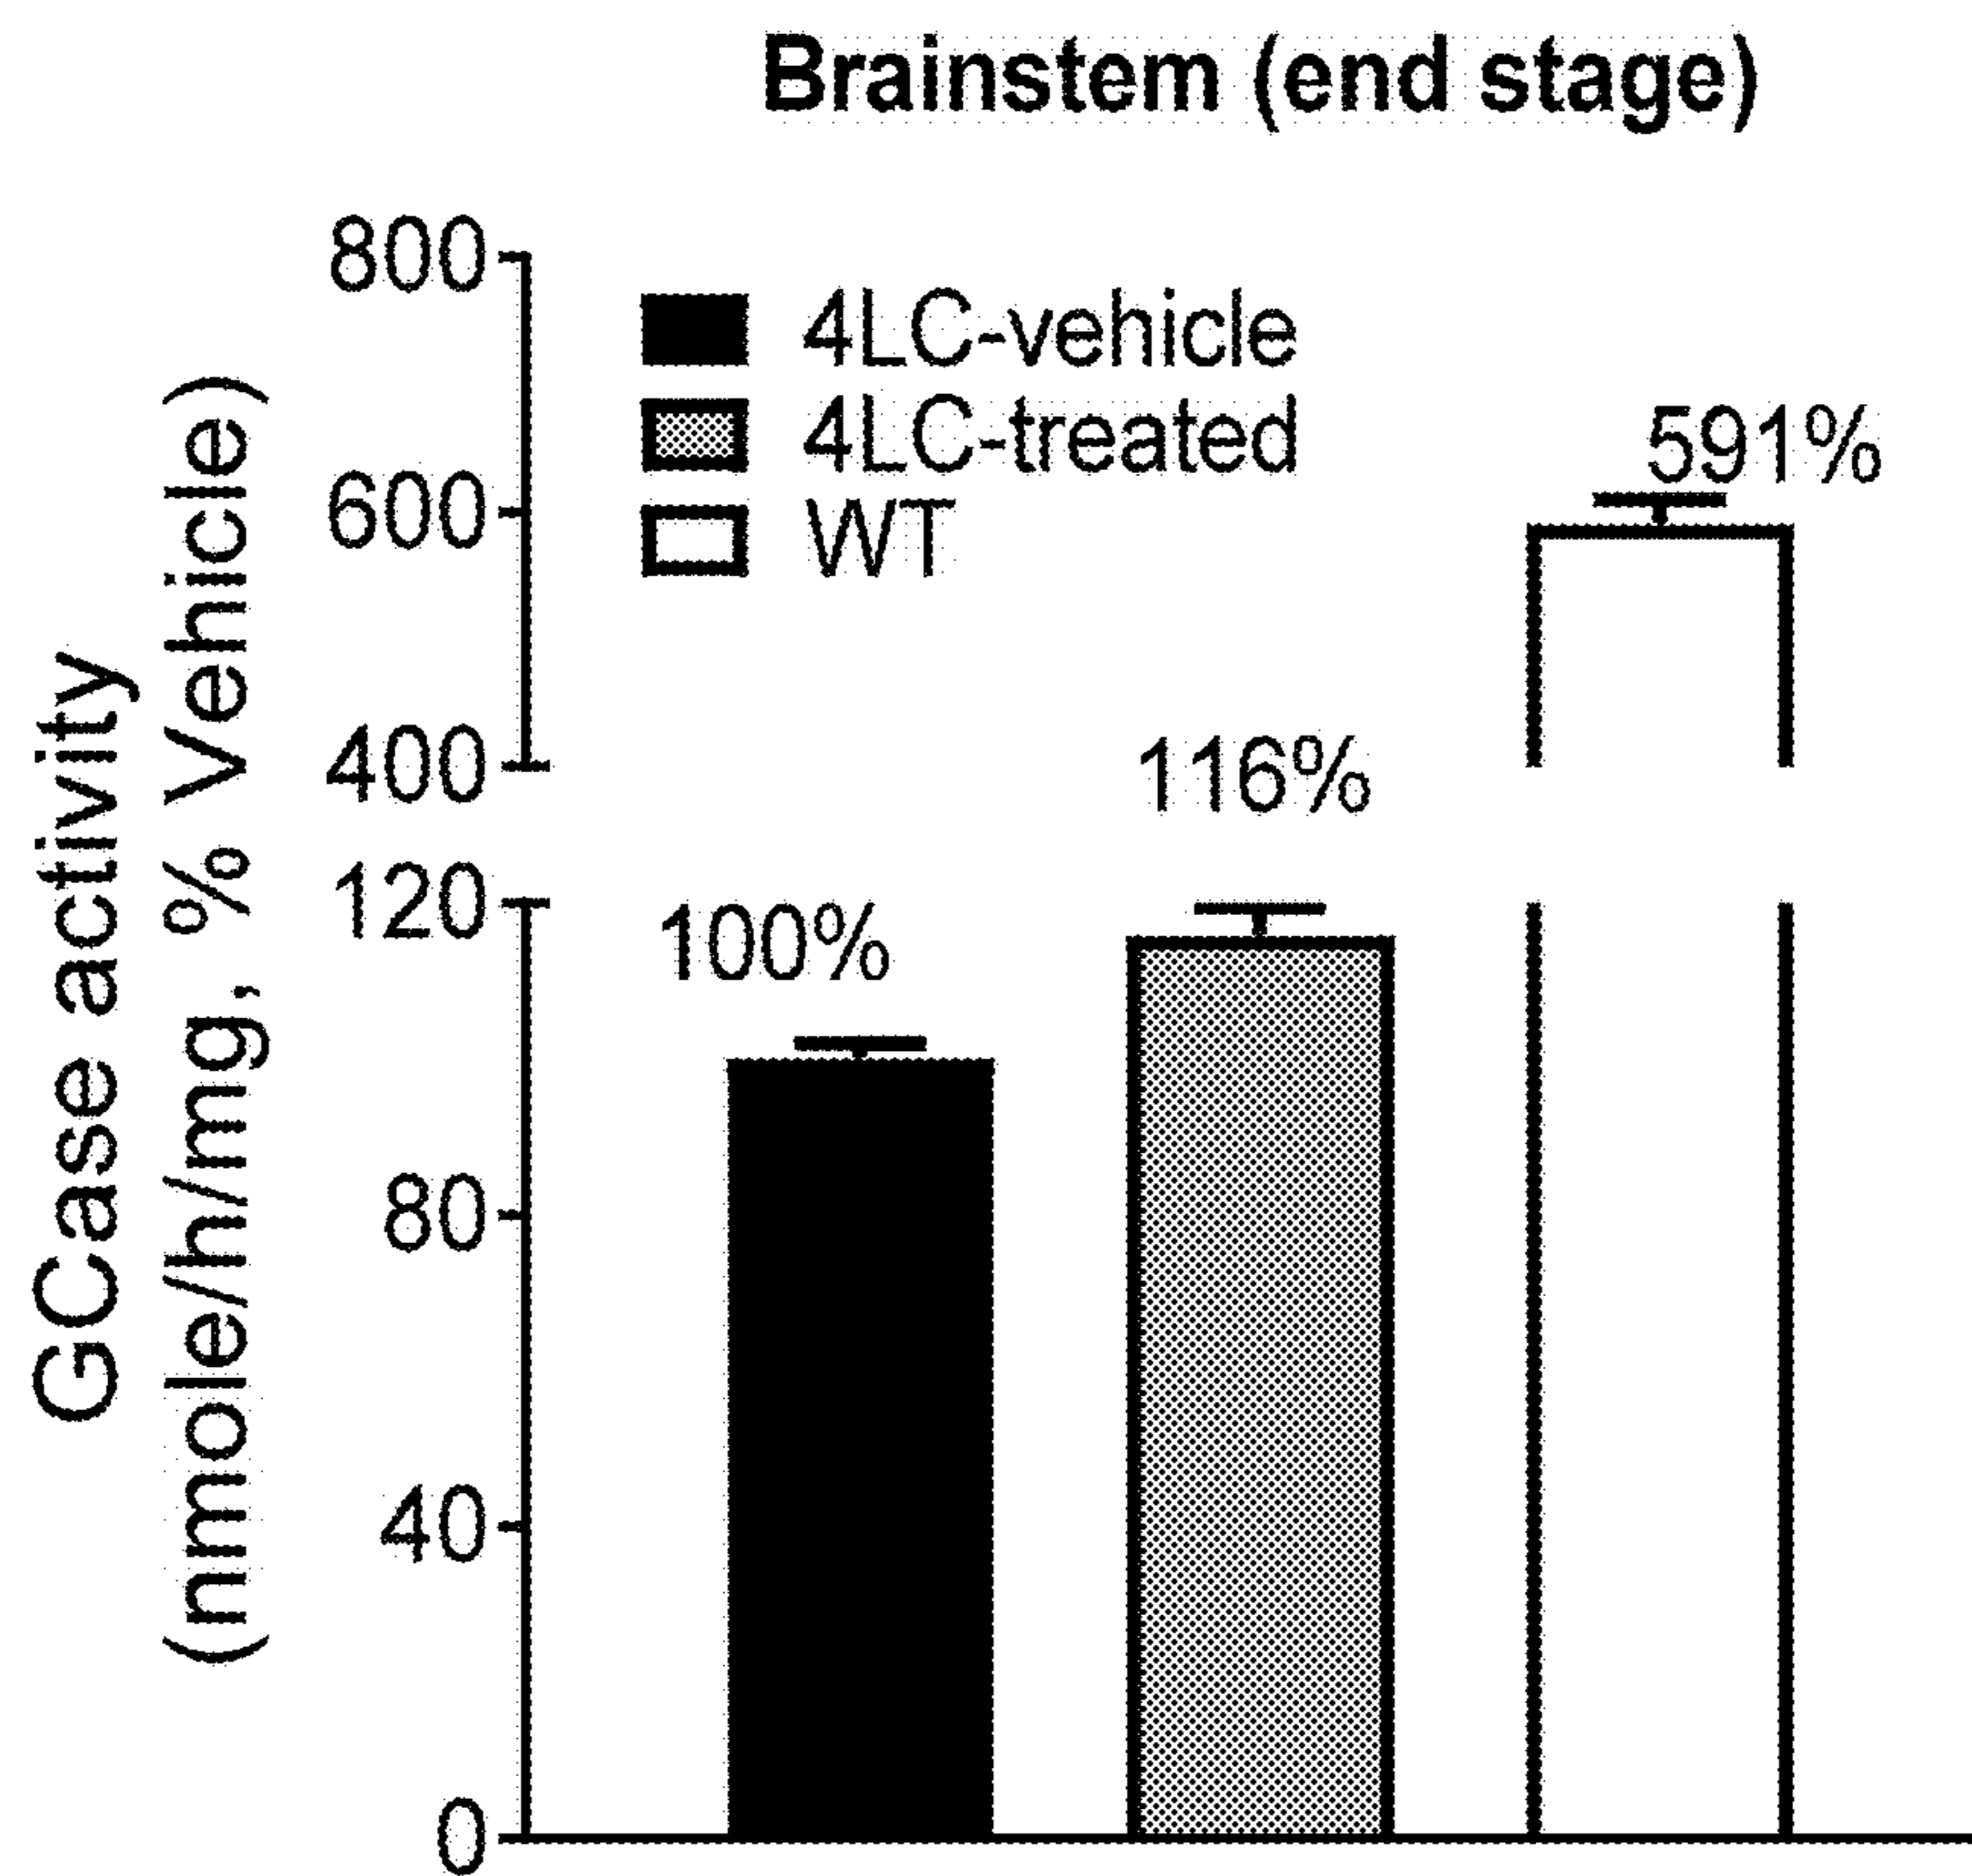 Brainstem (end stage)
GCase activity
(nmole/h/mg, % Vehicle)
800
600
400
120
80
40
0
4LC-vehicle
4LC-treated
WT
100%
116%
591%